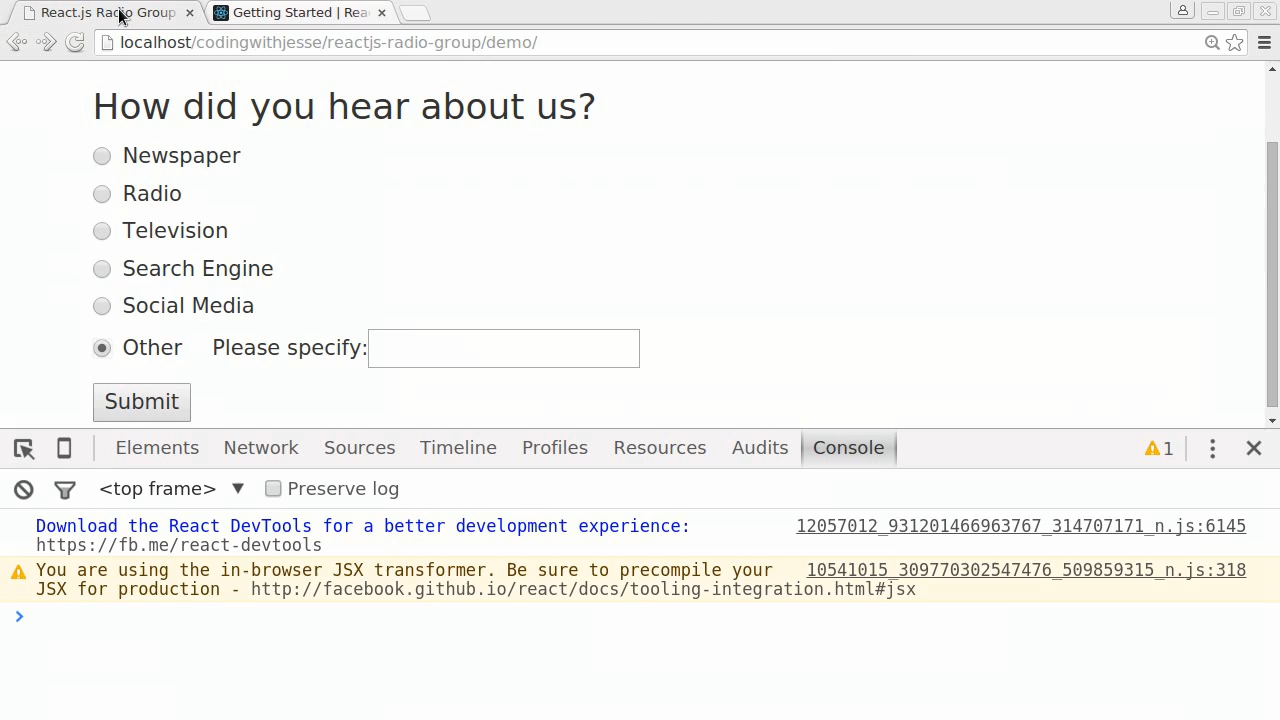 React.js Radio Group
Getting Started | Rea
localhost/codingwithjesse/reactjs-radio-group/demo/
How did you hear about us?
Newspaper
Radio
Television
Search Engine
Social Media
Other Please specify:
Submit
Elements Network Sources Timeline Profiles Resources Audits Console 1
<top frame> Preserve log
Download the React DevTools for a better development experience: 12057012_931201466963767_314707171_n.js:6145
https://fb.me/react-devtools
You are using the in-browser JSX transformer. Be sure to precompile your 10541015_309770302547476_509859315_n.js:318
JSX for production - http://facebook.github.io/react/docs/tooling-integration.html#jsx